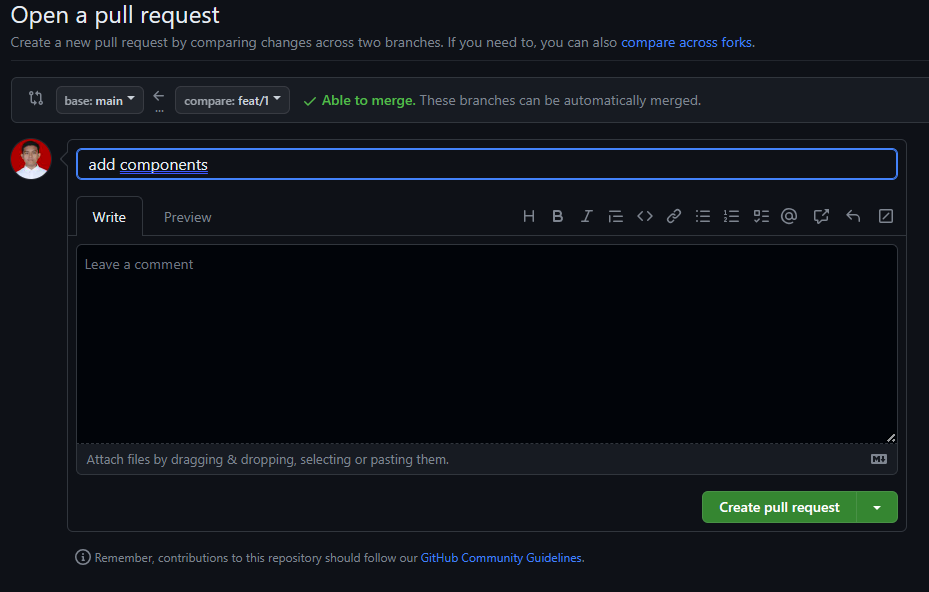 Open a pull request
Create a new pull request by comparing changes across two branches. If you need to, you can also compare across forks.
base: main ← compare: feat/1 ✓ Able to merge. These branches can be automatically merged.
...
add components
Write Preview
Leave a comment
Attach files by dragging & dropping, selecting or pasting them.
Create pull request
Remember, contributions to this repository should follow our GitHub Community Guidelines.